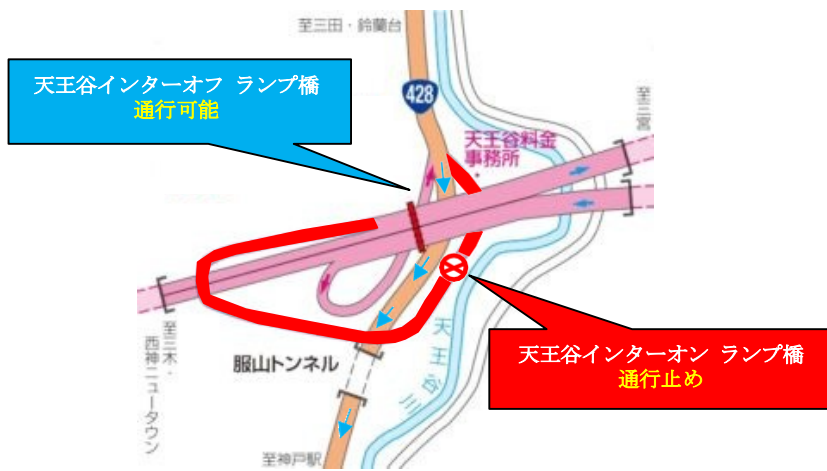 至三田・鈴蘭台
天王谷インターオフ ランプ橋
通行可能
428
至三宮
天王谷料金
事務所
至三木・
西神ニュータウン
服山トンネル
天王谷川
天王谷インターオン ランプ橋
通行止め
至神戸駅